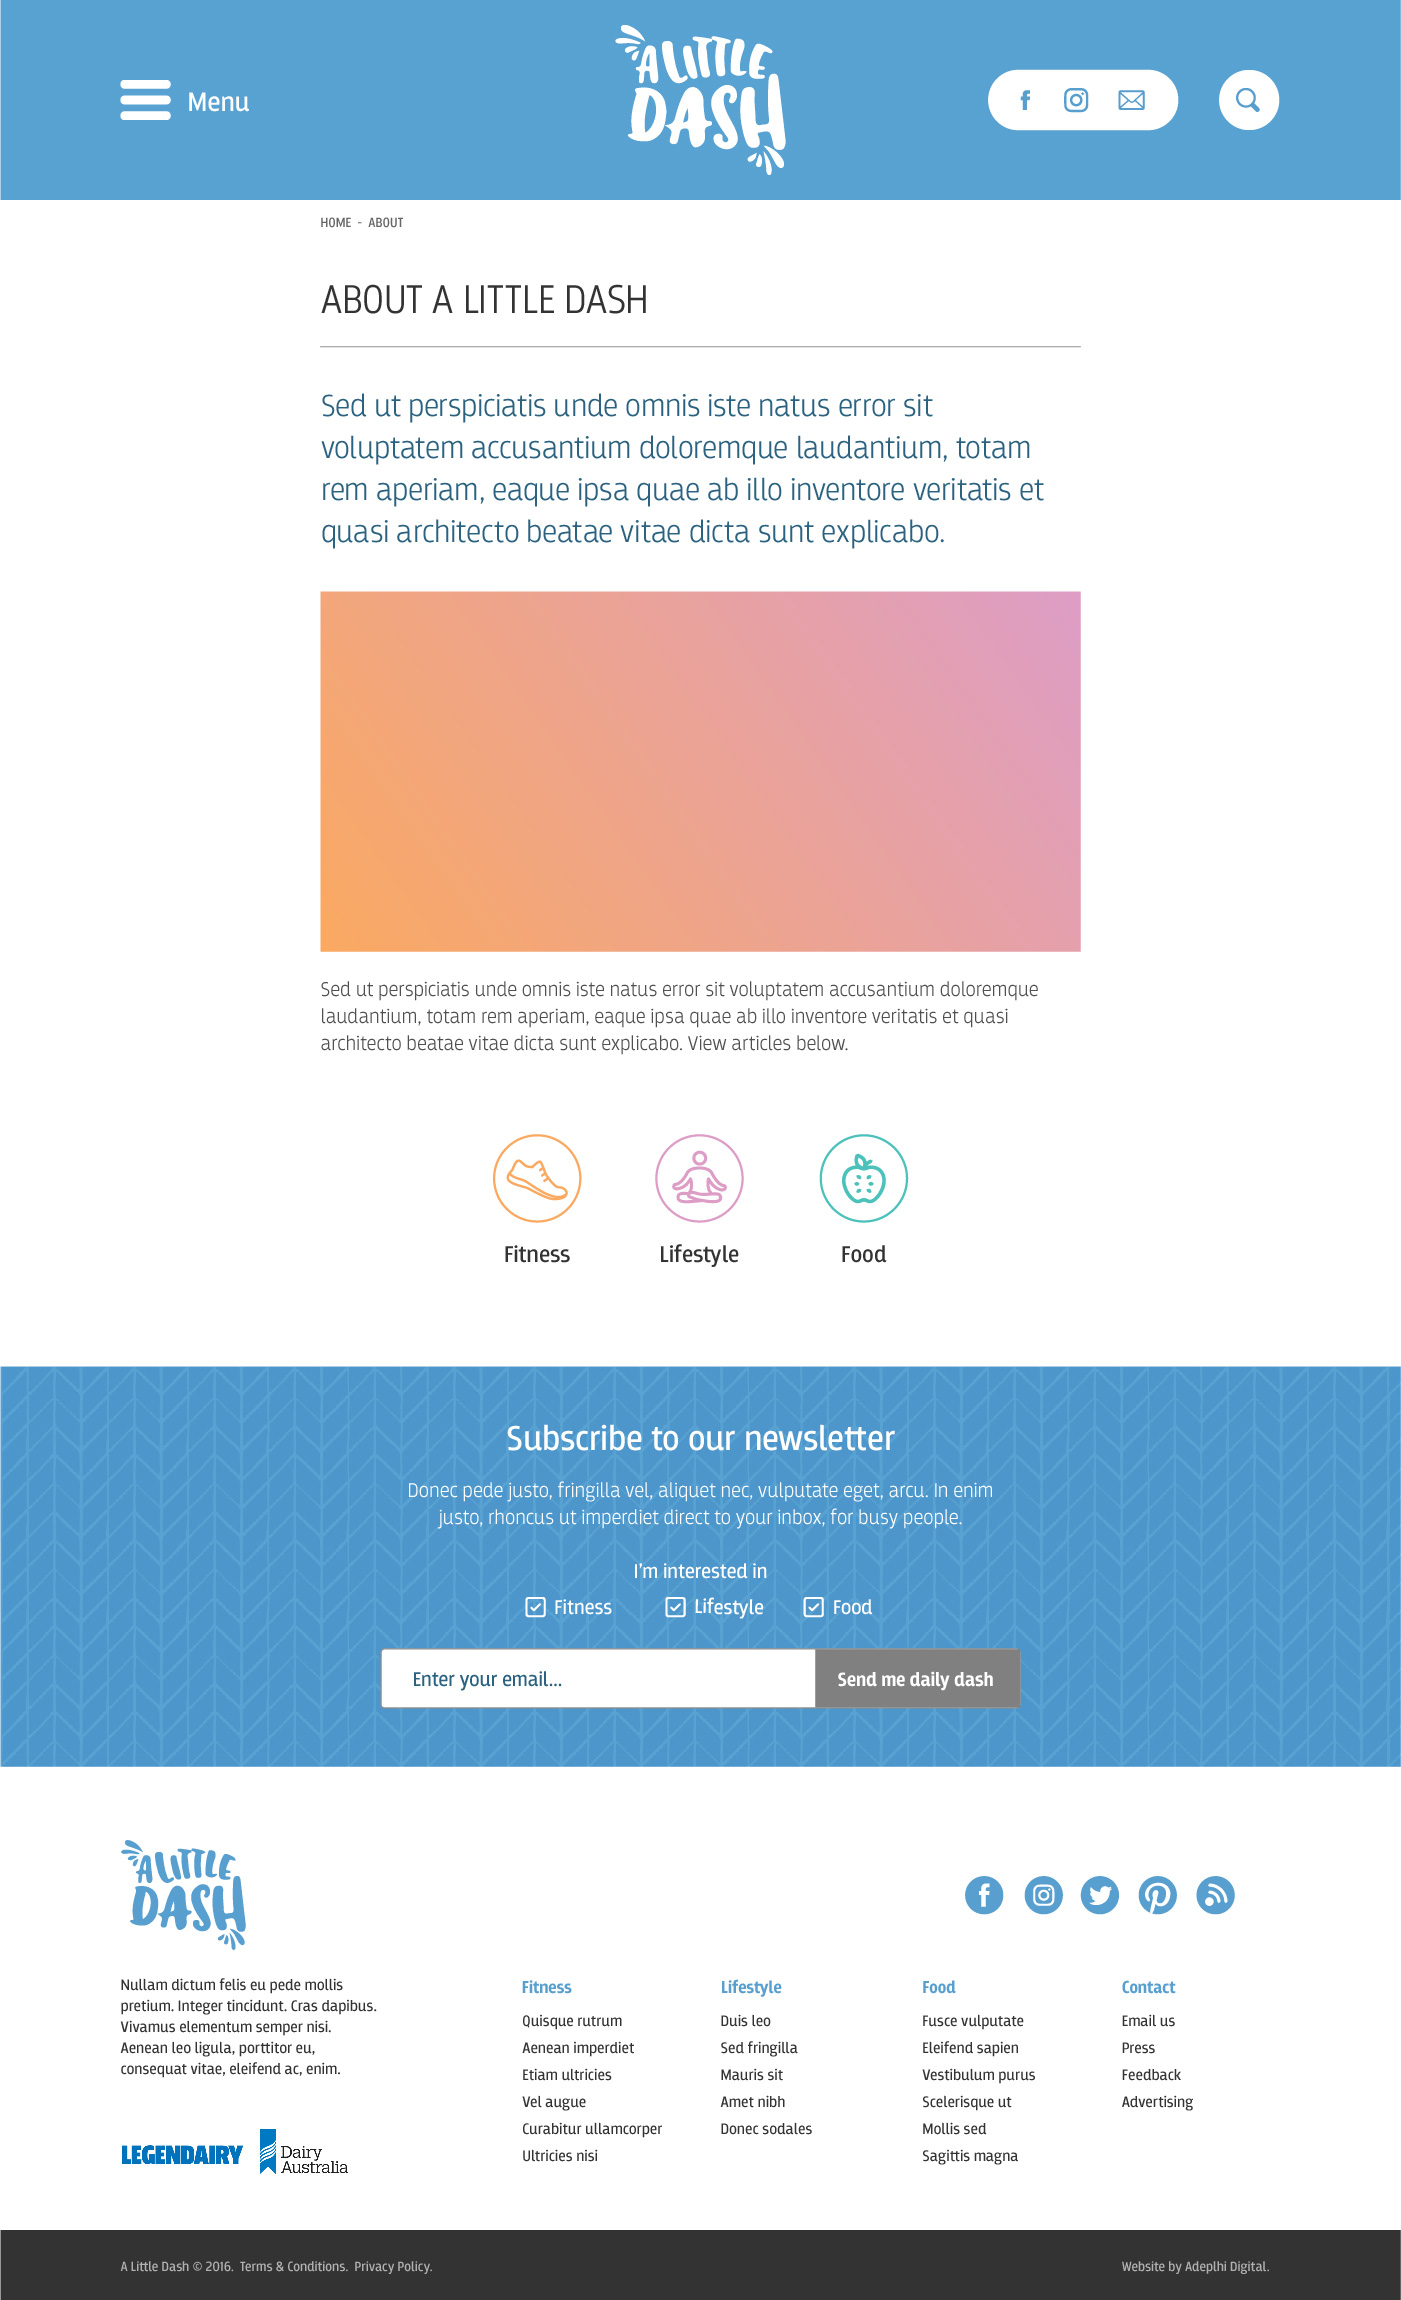 Menu
A LITTLE
DASH
HOME - ABOUT
ABOUT A LITTLE DASH
Sed ut perspiciatis unde omnis iste natus error sit
voluptatem accusantium doloremque laudantium, totam
rem aperiam, eaque ipsa quae ab illo inventore veritatis et
quasi architecto beatae vitae dicta sunt explicabo.
Sed ut perspiciatis unde omnis iste natus error sit voluptatem accusantium doloremque
laudantium, totam rem aperiam, eaque ipsa quae ab illo inventore veritatis et quasi
architecto beatae vitae dicta sunt explicabo. View articles below.
Fitness Lifestyle Food
Subscribe to our newsletter
Donec pede justo, fringilla vel, aliquet nec, vulputate eget, arcu. In enim
justo, rhoncus ut imperdiet direct to your inbox, for busy people.
I'm interested in
Fitness Lifestyle Food
Enter your email... Send me daily dash
A LITTLE
DASH
Nullam dictum felis eu pede mollis
pretium. Integer tincidunt. Cras dapibus.
Vivamus elementum semper nisi.
Aenean leo ligula, porttitor eu,
consequat vitae, eleifend ac, enim.
LEGENDAIRY
Dairy
Australia
Fitness
Quisque rutrum
Aenean imperdiet
Etiam ultricies
Vel augue
Curabitur ullamcorper
Ultricies nisi
Lifestyle
Duis leo
Sed fringilla
Mauris sit
Amet nibh
Donec sodales
Food
Fusce vulputate
Eleifend sapien
Vestibulum purus
Scelerisque ut
Mollis sed
Sagittis magna
Contact
Email us
Press
Feedback
Advertising
A Little Dash © 2016. Terms & Conditions. Privacy Policy.
Website by Adeplhi Digital.